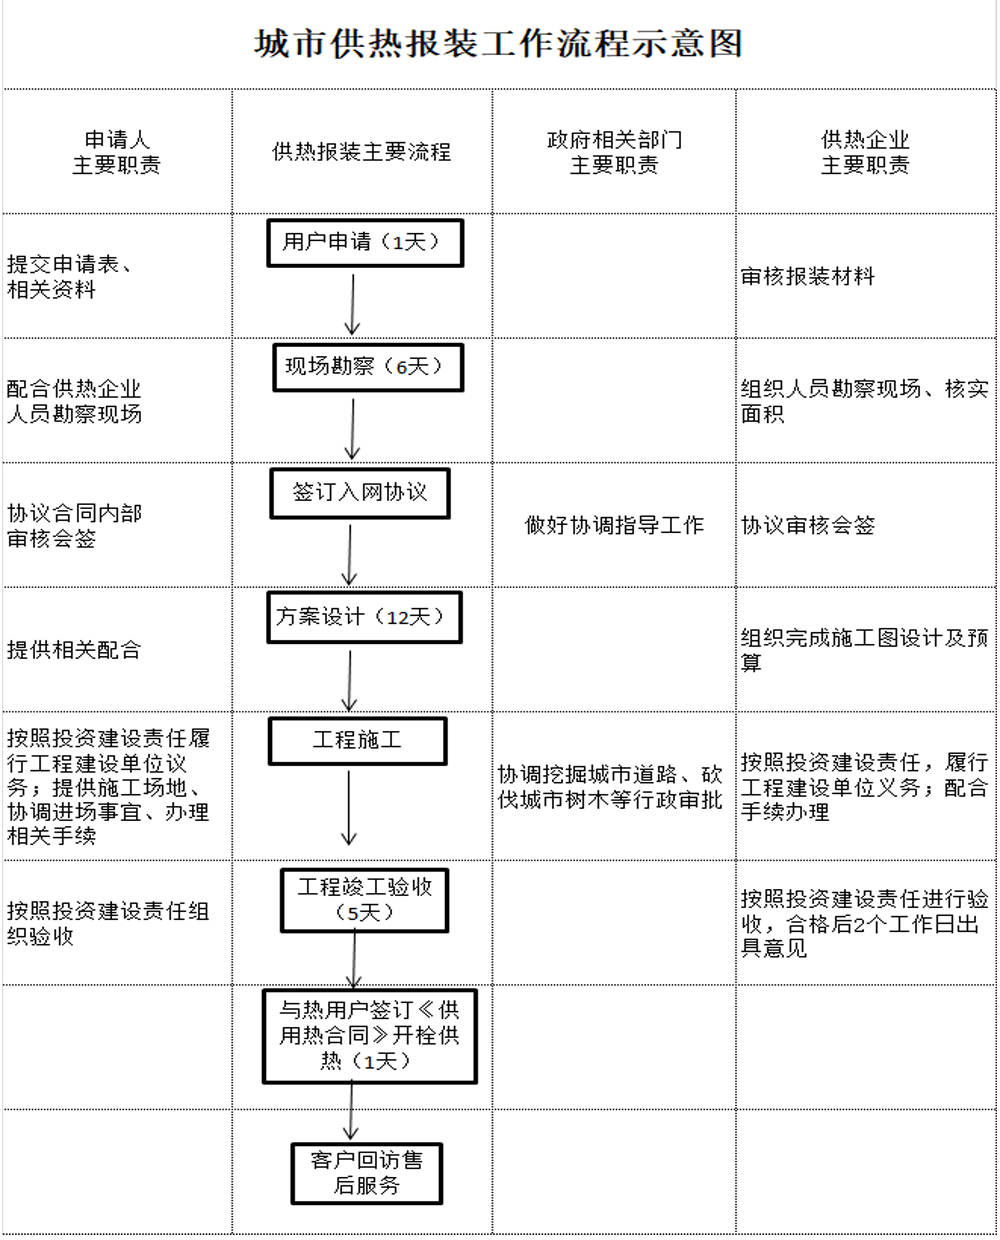 城市供热报装工作流程示意图
申请人
主要职责
供热报装主要流程
政府相关部门
主要职责
供热企业
主要职责
提交申请表、
相关资料
用户申请（1天）
审核报装材料
配合供热企业
人员勘察现场
现场勘察（6天）
组织人员勘察现场、核实
面积
协议合同内部
审核会签
签订入网协议
做好协调指导工作
协议审核会签
提供相关配合
方案设计（12天）
组织完成施工图设计及预
算
按照投资建设责任履
行工程建设单位议
务；提供施工场地、
协调进场事宜、办理
相关手续
工程施工
协调挖掘城市道路、砍
伐城市树木等行政审批
按照投资建设责任，履行
工程建设单位义务；配合
手续办理
按照投资建设责任组
织验收
工程竣工验收
（5天）
按照投资建设责任进行验
收，合格后2个工作日出
具意见
与热用户签订《供
用热合同》开栓供
热（1天）
客户回访售
后服务